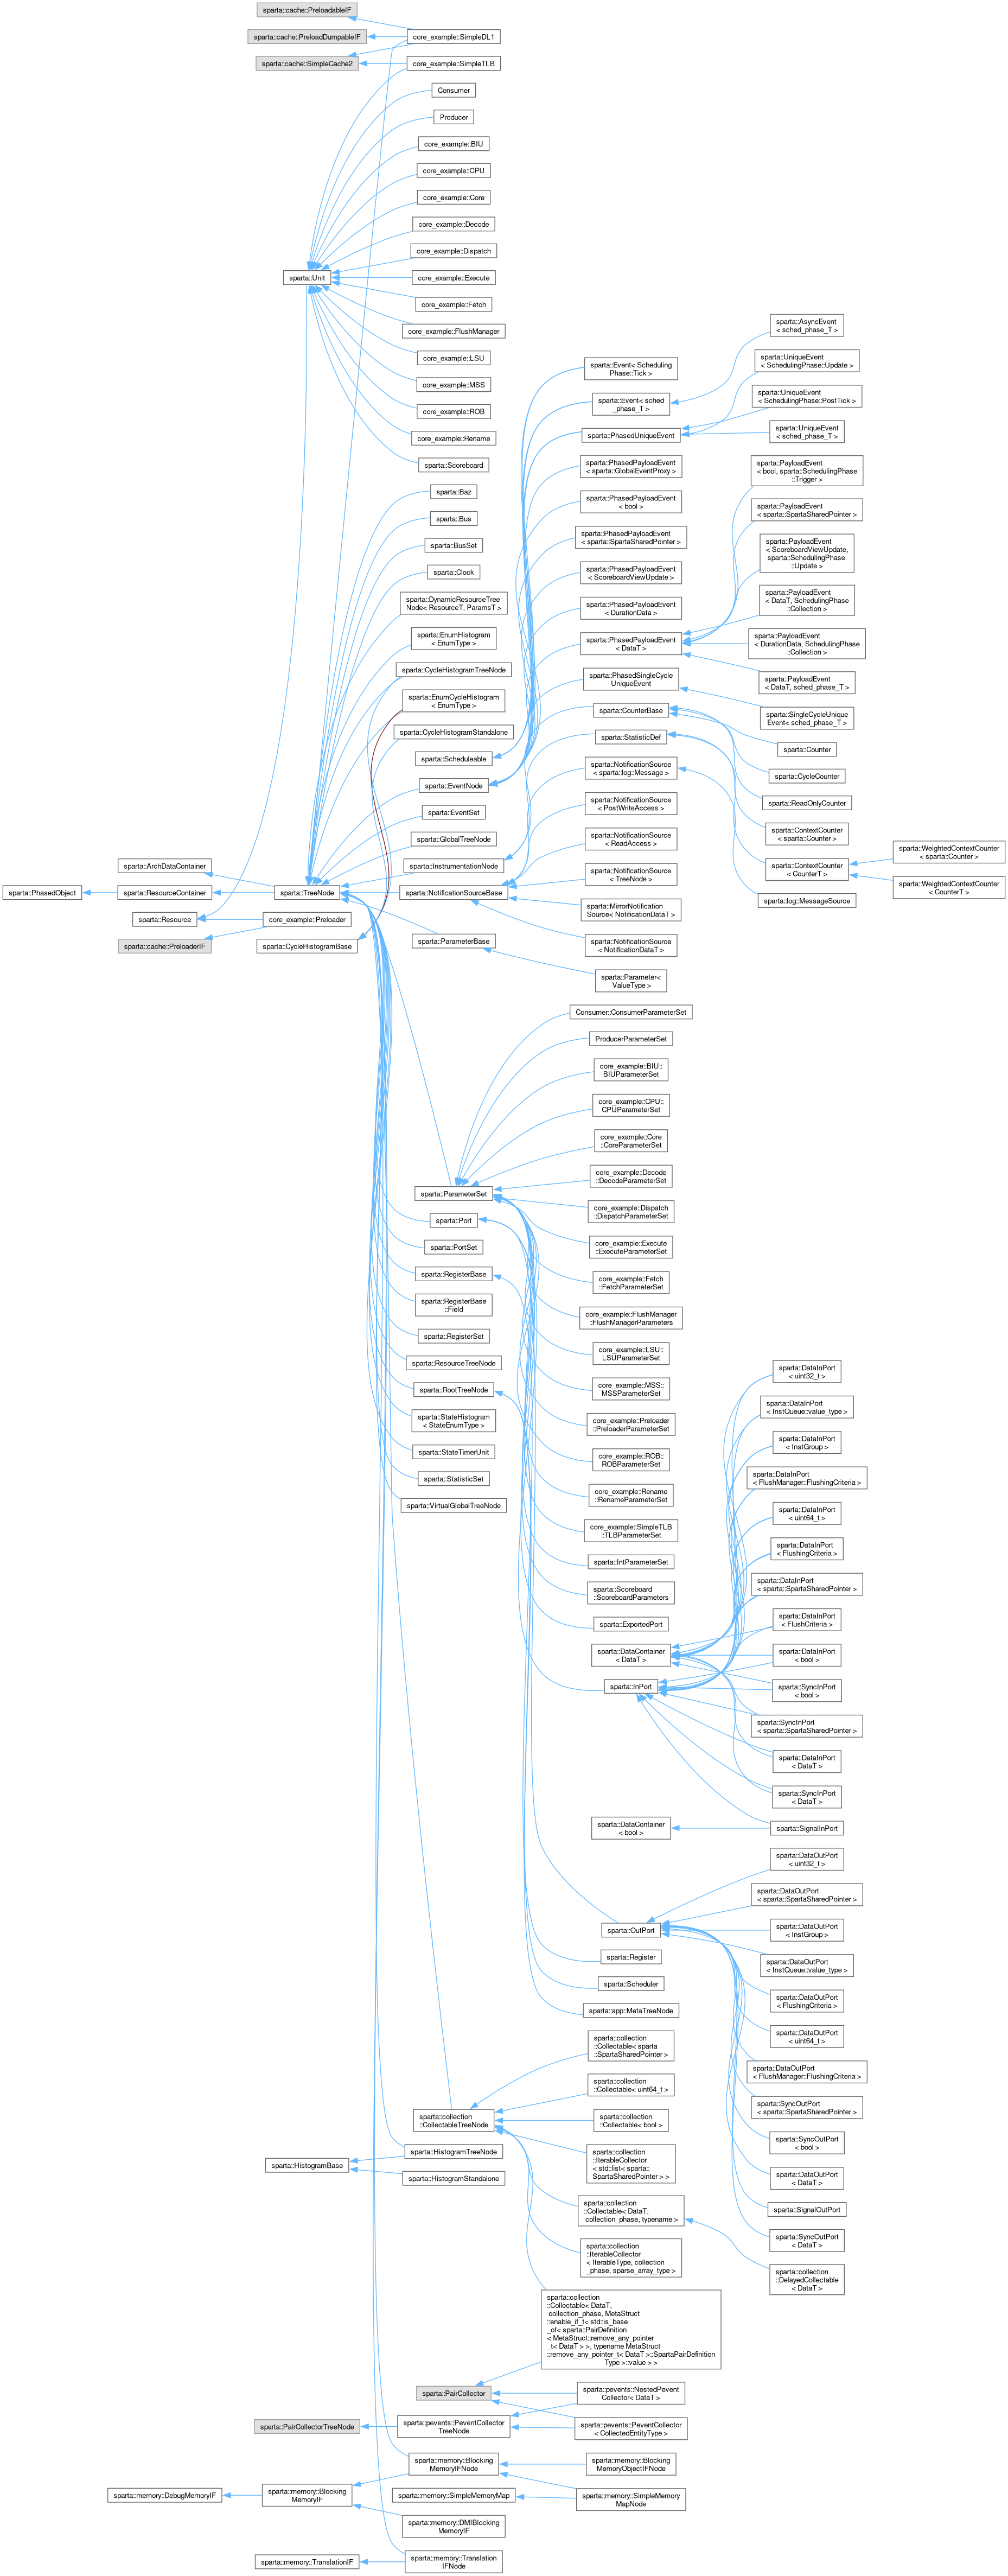 sparta::cache::PreloadableIF
sparta::cache::PreloadDumpableIF
core_example::SimpleDL1
sparta::cache::SimpleCache2
core_example::SimpleTLB
Consumer
Producer
core_example::BIU
core_example::CPU
core_example::Core
core_example::Decode
core_example::Dispatch
sparta::Unit
core_example::Execute
core_example::Fetch
core_example::FlushManager
core_example::LSU
core_example::MSS
core_example::ROB
core_example::Rename
sparta::Scoreboard
sparta::Baz
sparta::Bus
sparta::BusSet
sparta::Clock
sparta::DynamicResourceTree
Node< ResourceT, ParamsT >
sparta::EnumHistogram
< EnumType >
sparta::CycleHistogramTreeNode
sparta::EnumCycleHistogram
< EnumType >
sparta::CycleHistogramStandalone
sparta::Scheduleable
sparta::EventNode
sparta::EventSet
sparta::GlobalTreeNode
sparta::InstrumentationNode
sparta::NotificationSourceBase
sparta::ParameterBase
sparta::ArchDataContainer
sparta::PhasedObject
sparta::ResourceContainer
sparta::TreeNode
sparta::Resource
core_example::Preloader
sparta::cache::PreloaderIF
sparta::CycleHistogramBase
sparta::AsyncEvent
< sched_phase_T >
sparta::UniqueEvent
< SchedulingPhase::Update >
sparta::Event< Scheduling
Phase::Tick >
sparta::UniqueEvent
< SchedulingPhase::PostTick >
sparta::Event< sched
_phase_T >
sparta::UniqueEvent
< sched_phase_T >
sparta::PhasedUniqueEvent
sparta::PhasedPayloadEvent
< sparta::GlobalEventProxy >
sparta::PayloadEvent
< bool, sparta::SchedulingPhase
::Trigger >
sparta::PhasedPayloadEvent
< bool >
sparta::PayloadEvent
< sparta::SpartaSharedPointer >
sparta::PhasedPayloadEvent
< sparta::SpartaSharedPointer >
sparta::PayloadEvent
< ScoreboardViewUpdate,
sparta::SchedulingPhase
::Update >
sparta::PhasedPayloadEvent
< ScoreboardViewUpdate >
sparta::PayloadEvent
< DataT, SchedulingPhase
::Collection >
sparta::PhasedPayloadEvent
< DurationData >
sparta::PhasedPayloadEvent
< DataT >
sparta::PayloadEvent
< DurationData, SchedulingPhase
::Collection >
sparta::PhasedSingleCycle
UniqueEvent
sparta::PayloadEvent
< DataT, sched_phase_T >
sparta::CounterBase
sparta::SingleCycleUnique
Event< sched_phase_T >
sparta::StatisticDef
sparta::Counter
sparta::NotificationSource
< sparta::log::Message >
sparta::CycleCounter
sparta::NotificationSource
< PostWriteAccess >
sparta::ReadOnlyCounter
sparta::NotificationSource
< ReadAccess >
sparta::ContextCounter
< sparta::Counter >
sparta::WeightedContextCounter
< sparta::Counter >
sparta::NotificationSource
< TreeNode >
sparta::ContextCounter
< CounterT >
sparta::WeightedContextCounter
< CounterT >
sparta::MirrorNotification
Source< NotificationDataT >
sparta::log::MessageSource
sparta::NotificationSource
< NotificationDataT >
sparta::Parameter<
ValueType >
Consumer::ConsumerParameterSet
ProducerParameterSet
core_example::BIU::
BIUParameterSet
core_example::CPU::
CPUParameterSet
core_example::Core
::CoreParameterSet
core_example::Decode
::DecodeParameterSet
sparta::ParameterSet
core_example::Dispatch
::DispatchParameterSet
sparta::Port
core_example::Execute
::ExecuteParameterSet
sparta::PortSet
core_example::Fetch
::FetchParameterSet
sparta::RegisterBase
sparta::RegisterBase
::Field
core_example::FlushManager
::FlushManagerParameters
sparta::RegisterSet
core_example::LSU::
LSUParameterSet
sparta::ResourceTreeNode
core_example::MSS::
MSSParameterSet
sparta::RootTreeNode
sparta::StateHistogram
< StateEnumType >
core_example::Preloader
::PreloaderParameterSet
sparta::StateTimerUnit
core_example::ROB::
ROBParameterSet
sparta::StatisticSet
core_example::Rename
::RenameParameterSet
sparta::VirtualGlobalTreeNode
core_example::SimpleTLB
::TLBParameterSet
sparta::IntParameterSet
sparta::Scoreboard
::ScoreboardParameters
sparta::ExportedPort
sparta::DataContainer
< DataT >
sparta::InPort
sparta::DataInPort
< uint32_t >
sparta::DataInPort
< InstQueue::value_type >
sparta::DataInPort
< InstGroup >
sparta::DataInPort
< FlushManager::FlushingCriteria >
sparta::DataInPort
< uint64_t >
sparta::DataInPort
< FlushingCriteria >
sparta::DataInPort
< sparta::SpartaSharedPointer >
sparta::DataInPort
< FlushCriteria >
sparta::DataInPort
< bool >
sparta::SyncInPort
< bool >
sparta::SyncInPort
< sparta::SpartaSharedPointer >
sparta::DataInPort
< DataT >
sparta::SyncInPort
< DataT >
sparta::DataContainer
< bool >
sparta::SignalInPort
sparta::DataOutPort
< uint32_t >
sparta::DataOutPort
< sparta::SpartaSharedPointer >
sparta::OutPort
sparta::DataOutPort
< InstGroup >
sparta::Register
sparta::DataOutPort
< InstQueue::value_type >
sparta::Scheduler
sparta::DataOutPort
< FlushingCriteria >
sparta::app::MetaTreeNode
sparta::DataOutPort
< uint64_t >
sparta::collection
::Collectable< sparta
::SpartaSharedPointer >
sparta::DataOutPort
< FlushManager::FlushingCriteria >
sparta::collection
::Collectable< uint64_t >
sparta::SyncOutPort
< sparta::SpartaSharedPointer >
sparta::collection
::CollectableTreeNode
sparta::collection
::Collectable< bool >
sparta::SyncOutPort
< bool >
sparta::HistogramTreeNode
sparta::HistogramBase
sparta::HistogramStandalone
sparta::collection
::IterableCollector
< std::list< sparta::
SpartaSharedPointer > >
sparta::DataOutPort
< DataT >
sparta::collection
::Collectable< DataT,
collection_phase, typename >
sparta::SignalOutPort
sparta::SyncOutPort
< DataT >
sparta::collection
::IterableCollector
< IterableType, collection
_phase, sparse_array_type >
sparta::collection
::DelayedCollectable
< DataT >
sparta::collection
::Collectable< DataT,
collection_phase, MetaStruct
::enable_if_t< std::is_base
_of< sparta::PairDefinition
< MetaStruct::remove_any_pointer
_t< DataT > >, typename MetaStruct
::remove_any_pointer_t< DataT >::SpartaPairDefinition
Type >::value > >
sparta::PairCollector
sparta::pevents::NestedPevent
Collector< DataT >
sparta::PairCollectorTreeNode
sparta::pevents::PeventCollector
TreeNode
sparta::pevents::PeventCollector
< CollectedEntityType >
sparta::memory::Blocking
MemoryIFNode
sparta::memory::Blocking
MemoryObjectIFNode
sparta::memory::DebugMemoryIF
sparta::memory::Blocking
MemoryIF
sparta::memory::SimpleMemoryMap
sparta::memory::SimpleMemory
MapNode
sparta::memory::DMIBlocking
MemoryIF
sparta::memory::TranslationIF
sparta::memory::Translation
IFNode